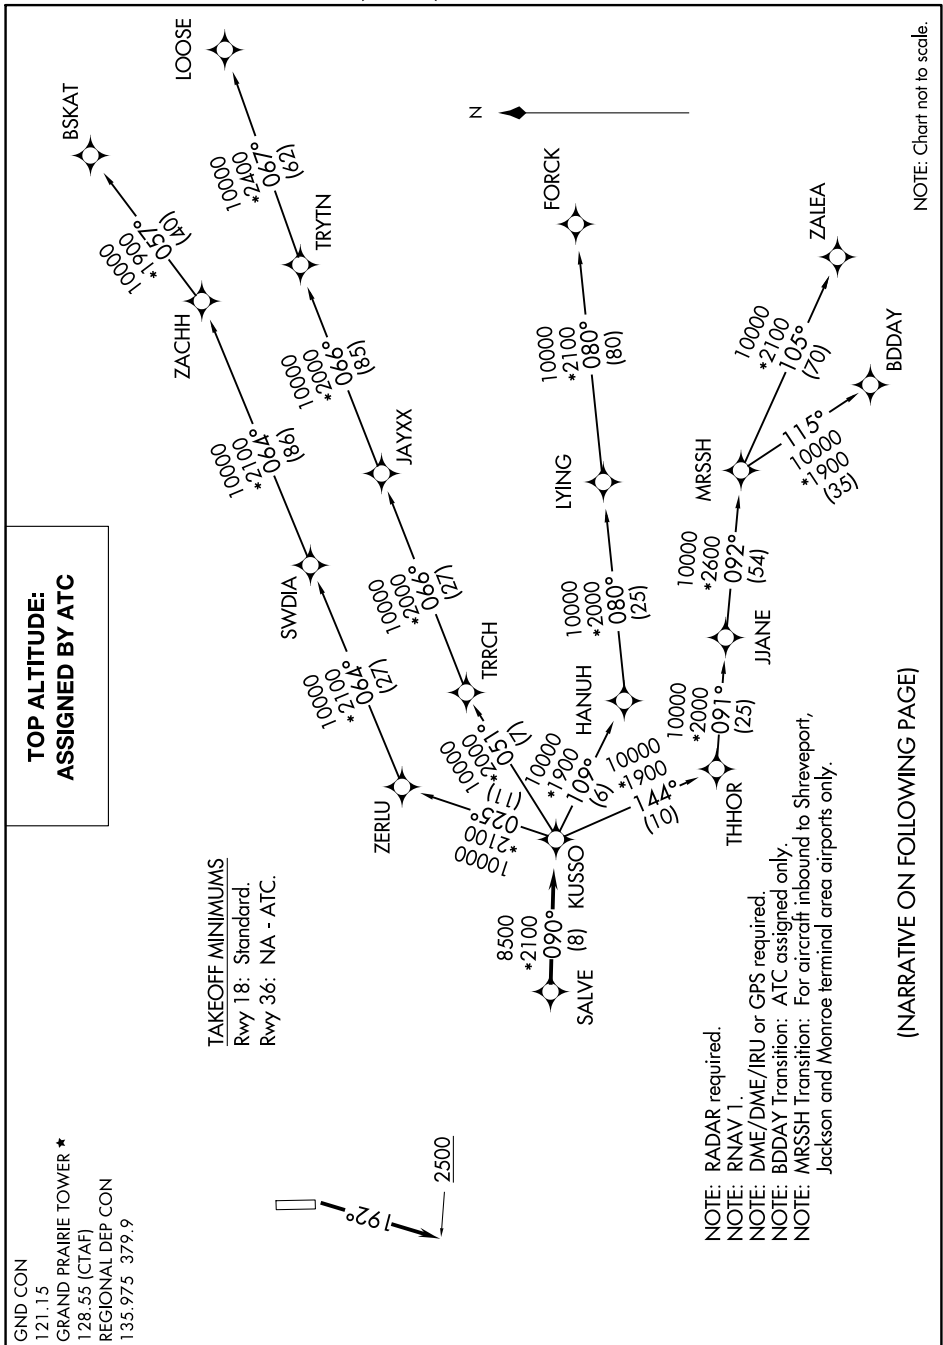 GND CON
121.15
GRAND PRAIRIE TOWER ★
128.55 (CTAF)
REGIONAL DEP CON
135.975 379.9
TOP ALTITUDE:
ASSIGNED BY ATC
TAKEOFF MINIMUMS
Rwy 18: Standard.
Rwy 36: NA - ATC.
192°
2500
SALVE
8500
*2100
090°
(8)
KUSSO
10000
*2100
025°
(11)
ZERLU
10000
*2100
064°
(27)
SWDIA
10000
*2100
064°
(86)
ZACHH
10000
*1900
057°
(40)
BSKAT
10000
*2000
051°
(7)
TRRCH
10000
*2000
066°
(27)
JAYXX
10000
*2000
066°
(85)
TRYTN
10000
*2400
067°
(62)
LOOSE
10000
*1900
109°
(6)
HANUH
10000
*2000
080°
(25)
LYING
10000
*2100
080°
(80)
FORCK
10000
*1900
144°
(10)
THHOR
10000
*2000
091°
(25)
JJANE
10000
*2600
092°
(54)
MRSSH
10000
*2100
105°
(70)
ZALEA
115°
10000
*1900
(35)
BDDAY
N
NOTE: RADAR required.
NOTE: RNAV 1.
NOTE: DME/DME/IRU or GPS required.
NOTE: BDDAY Transition: ATC assigned only.
NOTE: MRSSH Transition: For aircraft inbound to Shreveport,
Jackson and Monroe terminal area airports only.
(NARRATIVE ON FOLLOWING PAGE)
NOTE: Chart not to scale.